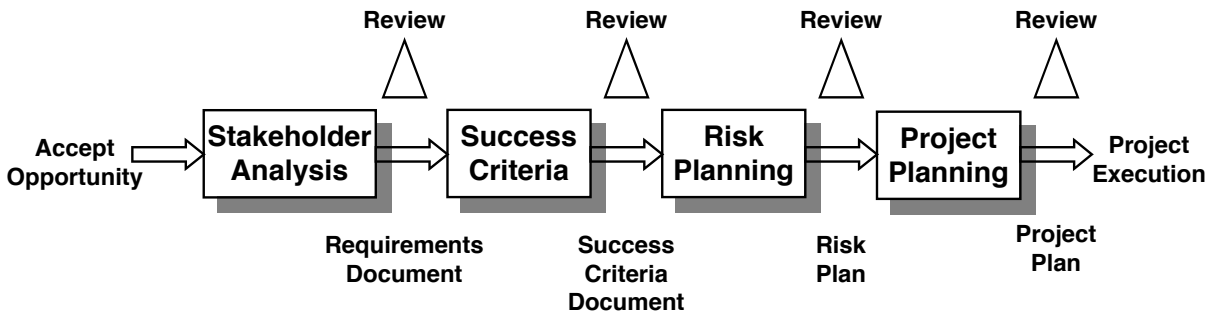 Review
Review
Review
Review
Accept
Opportunity
Stakeholder
Analysis
Success
Criteria
Risk
Planning
Project
Planning
Project
Execution
Requirements
Document
Success
Criteria
Document
Risk
Plan
Project
Plan